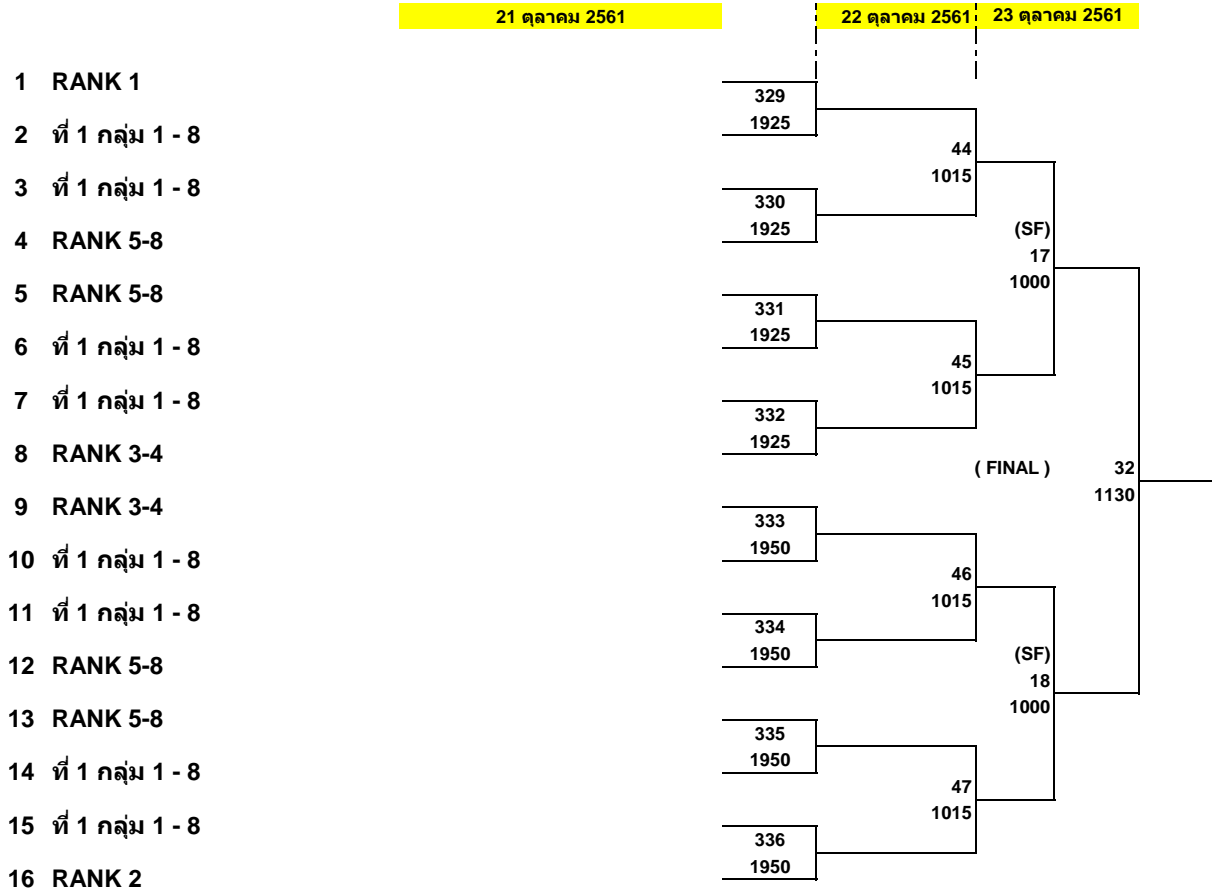 21 ตุลาคม 2561 22 ตุลาคม 2561 23 ตุลาคม 2561
1 RANK 1
329
1925
2 ที่ 1 กลุ่ม 1 - 8
44
1015
3 ที่ 1 กลุ่ม 1 - 8
330
1925
4 RANK 5-8
(SF)
17
1000
5 RANK 5-8
331
1925
6 ที่ 1 กลุ่ม 1 - 8
45
1015
7 ที่ 1 กลุ่ม 1 - 8
332
1925
8 RANK 3-4
( FINAL ) 32
1130
9 RANK 3-4
333
1950
10 ที่ 1 กลุ่ม 1 - 8
46
1015
11 ที่ 1 กลุ่ม 1 - 8
334
1950
12 RANK 5-8
(SF)
18
1000
13 RANK 5-8
335
1950
14 ที่ 1 กลุ่ม 1 - 8
47
1015
15 ที่ 1 กลุ่ม 1 - 8
336
1950
16 RANK 2